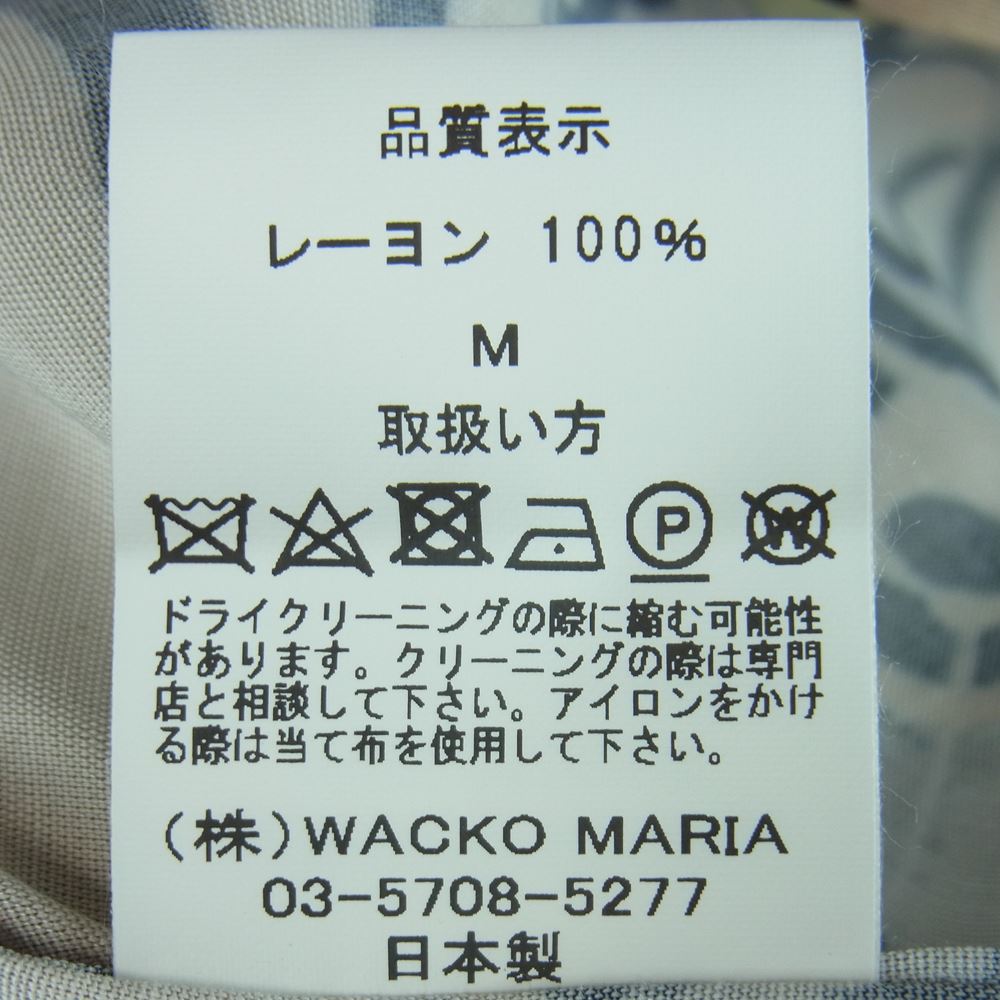 品質表示
レーヨン 100%
M
取扱い方
P W
ドライクリーニングの際に縮む可能性
があります。クリーニングの際は専門
店と相談して下さい。アイロンをかけ
る際は当て布を使用して下さい。
(株)WACKO MARIA
03-5708-5277
日本製